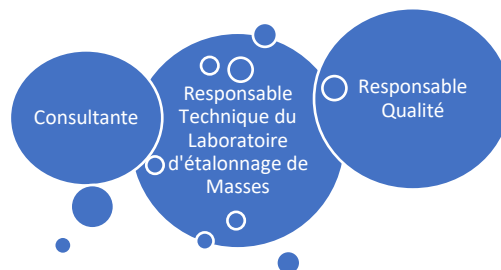 Consultante
Responsable
Technique du
Laboratoire
d'étalonnage de
Masses
Responsable
Qualité